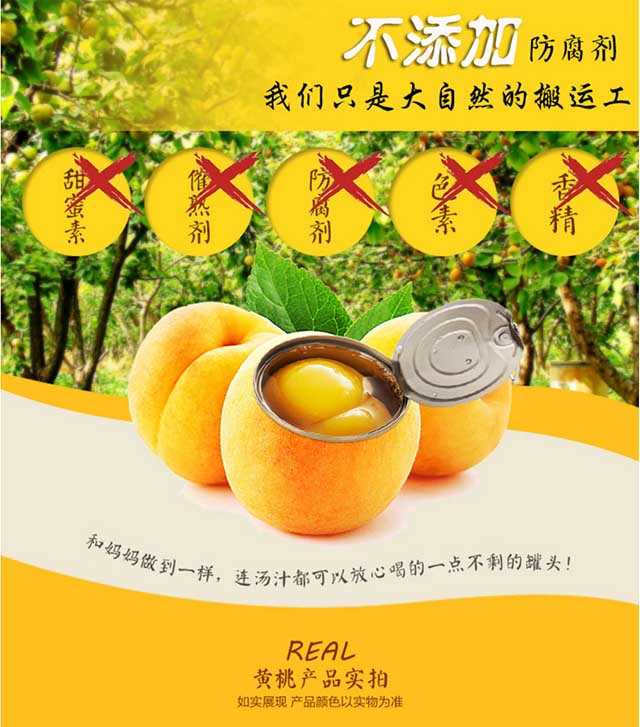 不添加防腐剂
我们只是大自然的搬运工
甜蜜素
催熟剂
防腐剂
色素
香精
和妈妈做到一样，连汤汁都可以放心喝的一点不剩的罐头！
REAL
黄桃产品实拍
如实展现 产品颜色以实物为准